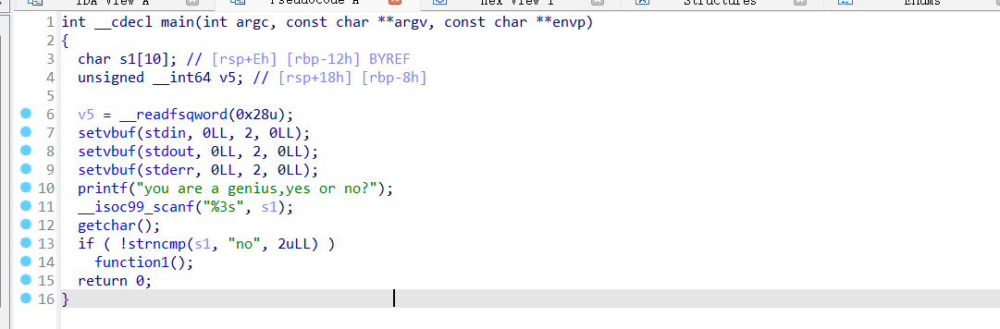 IDA View A Pseudocode A Hex View 1 Structures Enums
1 int __cdecl main(int argc, const char **argv, const char **envp)
2 {
3 char s1[10]; // [rsp+Eh] [rbp-12h] BYREF
4 unsigned __int64 v5; // [rsp+18h] [rbp-8h]
5
6 v5 = __readfsqword(0x28u);
7 setvbuf(stdin, 0LL, 2, 0LL);
8 setvbuf(stdout, 0LL, 2, 0LL);
9 setvbuf(stderr, 0LL, 2, 0LL);
10 printf("you are a genius,yes or no?");
11 __isoc99_scanf("%3s", s1);
12 getchar();
13 if ( !strncmp(s1, "no", 2uLL) )
14 function1();
15 return 0;
16 }